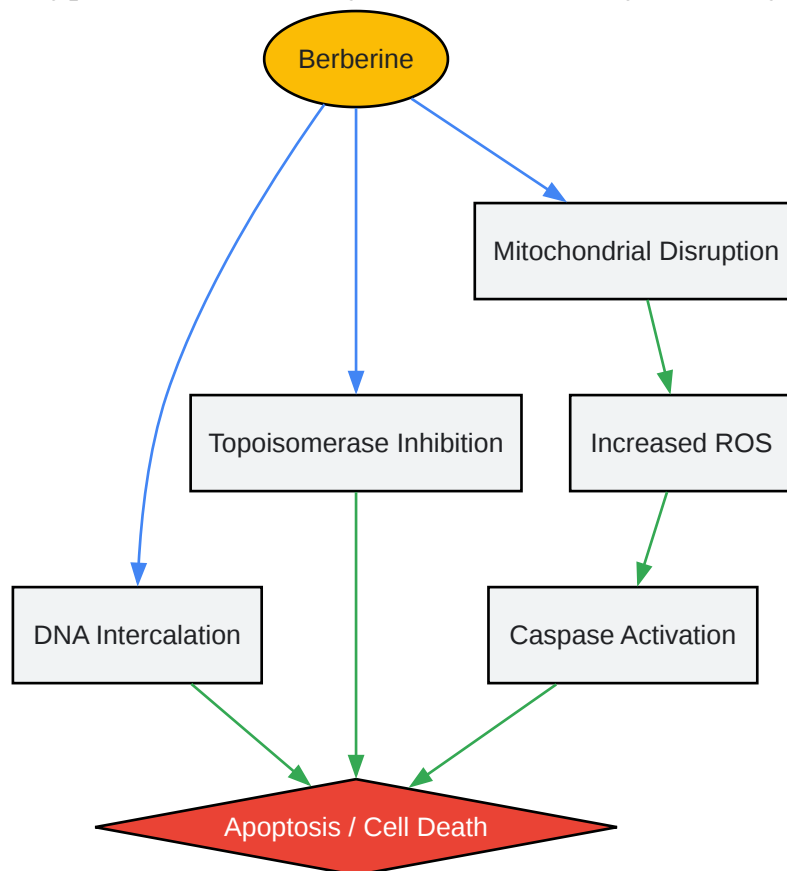 Berberine
Mitochondrial Disruption
Topoisomerase Inhibition
Increased ROS
DNA Intercalation
Caspase Activation
Apoptosis / Cell Death